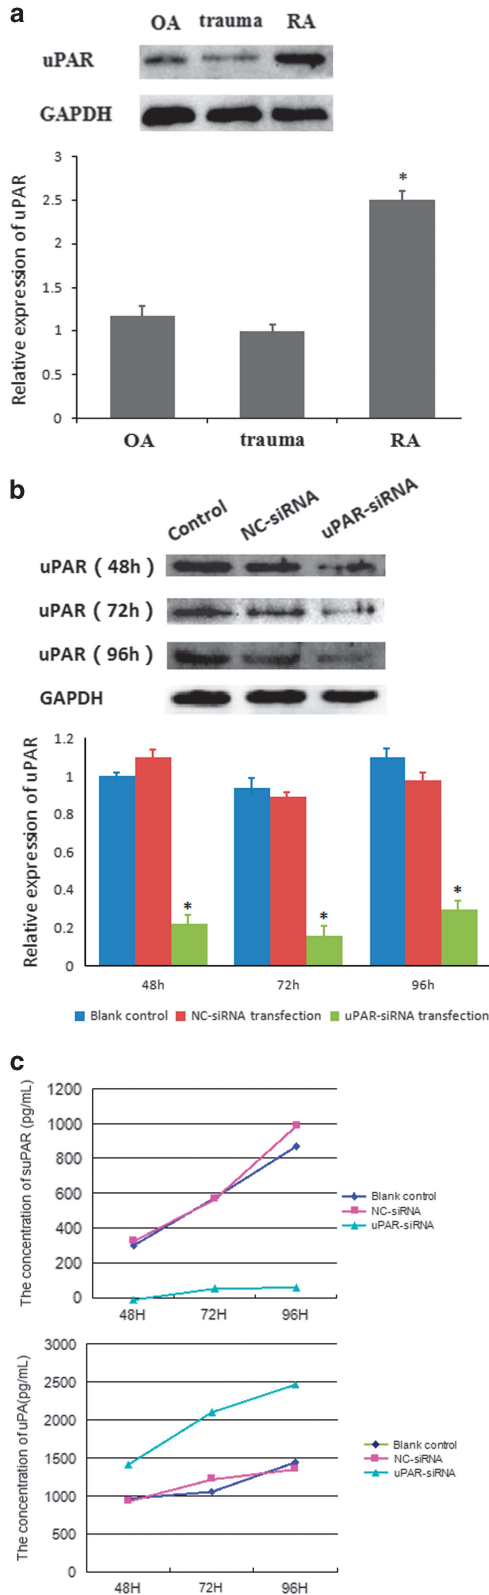 a
OA trauma RA
uPAR
GAPDH
Relative expression of uPAR
3
2.5
2
1.5
1
0.5
0
*
OA trauma RA
b
Control NC-siRNA uPAR-siRNA
uPAR ( 48h )
uPAR ( 72h )
uPAR ( 96h )
GAPDH
Relative expression of uPAR
1.2
1
0.8
0.6
0.4
0.2
0
* * *
48h 72h 96h
Blank control NC-siRNA transfection uPAR-siRNA transfection
c
The concentration of suPAR (pg/mL)
1200
1000
800
600
400
200
0
48H 72H 96H
Blank control
NC-siRNA
uPAR-siRNA
The concentration of uPA(pg/mL)
3000
2500
2000
1500
1000
500
0
48H 72H 96H
Blank control
NC-siRNA
uPAR-siRNA